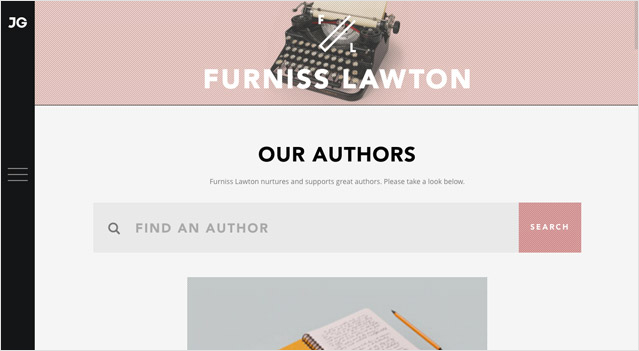 JG
F
L
FURNISS LAWTON
OUR AUTHORS
Furniss Lawton nurtures and supports great authors. Please take a look below.
FIND AN AUTHOR
SEARCH